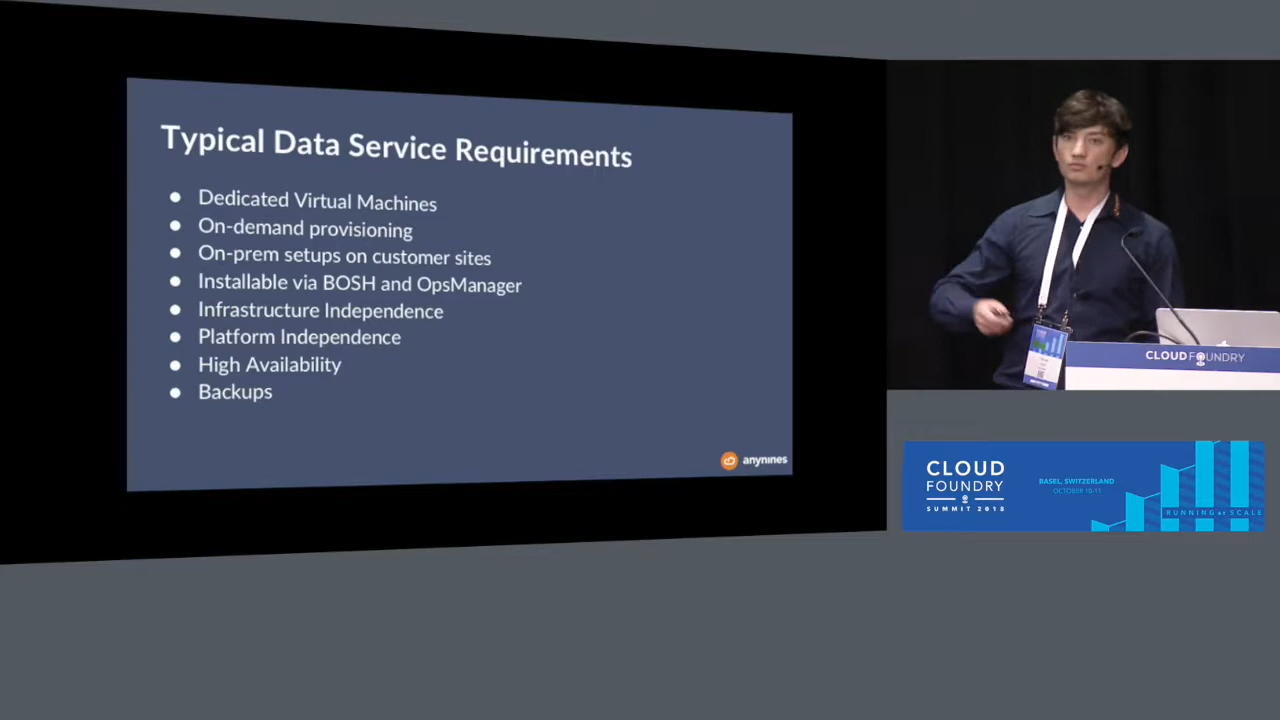 Typical Data Service Requirements
● Dedicated Virtual Machines
● On-demand provisioning
● On-prem setups on customer sites
● Installable via BOSH and OpsManager
● Infrastructure Independence
● Platform Independence
● High Availability
● Backups
anynines
CLOUD FOUNDRY
CLOUD
FOUNDRY
SUMMIT 2018
BASEL, SWITZERLAND
OCTOBER 10-11
RUNNING AT SCALE